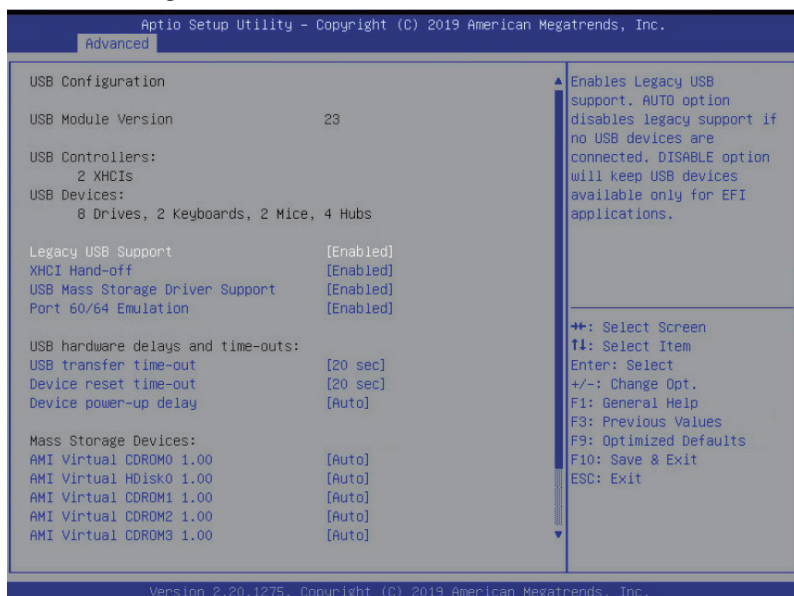 Aptio Setup Utility – Copyright (C) 2019 American Megatrends, Inc.
Advanced
USB Configuration
USB Module Version 23
USB Controllers:
2 XHCIs
USB Devices:
8 Drives, 2 Keyboards, 2 Mice, 4 Hubs
Legacy USB Support [Enabled]
XHCI Hand-off [Enabled]
USB Mass Storage Driver Support [Enabled]
Port 60/64 Emulation [Enabled]
USB hardware delays and time-outs:
USB transfer time-out [20 sec]
Device reset time-out [20 sec]
Device power-up delay [Auto]
Mass Storage Devices:
AMI Virtual CDROM0 1.00 [Auto]
AMI Virtual HDisk0 1.00 [Auto]
AMI Virtual CDROM1 1.00 [Auto]
AMI Virtual CDROM2 1.00 [Auto]
AMI Virtual CDROM3 1.00 [Auto]
Enables Legacy USB
support. AUTO option
disables legacy support if
no USB devices are
connected. DISABLE option
will keep USB devices
available only for EFI
applications.
→←: Select Screen
↑↓: Select Item
Enter: Select
+/-: Change Opt.
F1: General Help
F3: Previous Values
F9: Optimized Defaults
F10: Save & Exit
ESC: Exit
Version 2.20.1275. Copyright (C) 2019 American Megatrends, Inc.